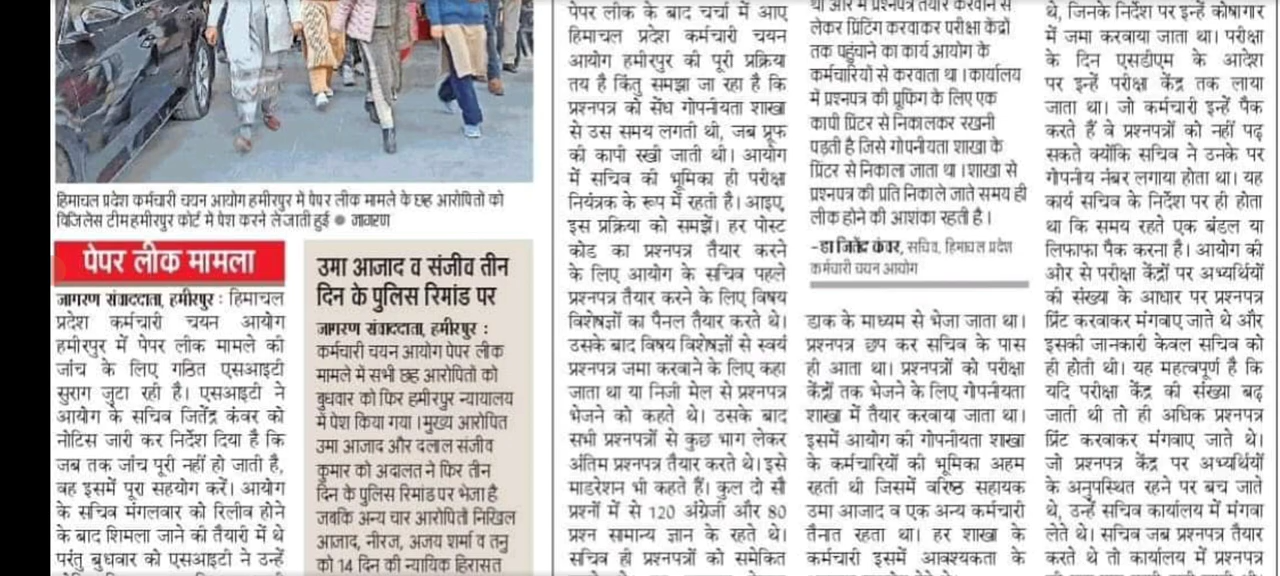 हिमाचल प्रदेश कर्मचारी चयन आयोग हमीरपुर में पेपर लीक मामले के छह आरोपितों को
विजिलेंस टीम हमीरपुर कोर्ट में पेश करने ले जाती हुई ● जागरण
पेपर लीक मामला
जागरण संवाददाता, हमीरपुर : हिमाचल
प्रदेश कर्मचारी चयन आयोग
हमीरपुर में पेपर लीक मामले की
जांच के लिए गठित एसआइटी
सुराग जुटा रही है। एसआइटी ने
आयोग के सचिव जितेंद्र कंवर को
नोटिस जारी कर निर्देश दिया है कि
जब तक जांच पूरी नहीं हो जाती है,
वह इसमें पूरा सहयोग करें। आयोग
के सचिव मंगलवार को रिलीव होने
के बाद शिमला जाने की तैयारी में थे
परंतु बुधवार को एसआइटी ने उन्हें
उमा आजाद व संजीव तीन
दिन के पुलिस रिमांड पर
जागरण संवाददाता, हमीरपुर :
कर्मचारी चयन आयोग पेपर लीक
मामले में सभी छह आरोपितों को
बुधवार को फिर हमीरपुर न्यायालय
में पेश किया गया। मुख्य आरोपित
उमा आजाद और दलाल संजीव
कुमार को अदालत ने फिर तीन
दिन के पुलिस रिमांड पर भेजा है
जबकि अन्य चार आरोपितों निखिल
आजाद, नीरज, अजय शर्मा व तनु
को 14 दिन की न्यायिक हिरासत
पेपर लीक के बाद चर्चा में आए
हिमाचल प्रदेश कर्मचारी चयन
आयोग हमीरपुर की पूरी प्रक्रिया
तय है किंतु समझा जा रहा है कि
प्रश्नपत्र को सेंध गोपनीयता शाखा
से उस समय लगती थी, जब प्रूफ
की कापी रखी जाती थी। आयोग
में सचिव की भूमिका ही परीक्षा
नियंत्रक के रूप में रहती है। आइए,
इस प्रक्रिया को समझें। हर पोस्ट
कोड का प्रश्नपत्र तैयार करने
के लिए आयोग के सचिव पहले
प्रश्नपत्र तैयार करने के लिए विषय
विशेषज्ञों का पैनल तैयार करते थे।
उसके बाद विषय विशेषज्ञों से स्वयं
प्रश्नपत्र जमा करवाने के लिए कहा
जाता था या निजी मेल से प्रश्नपत्र
भेजने को कहते थे। उसके बाद
सभी प्रश्नपत्रों से कुछ भाग लेकर
अंतिम प्रश्नपत्र तैयार करते थे। इसे
माडरेशन भी कहते हैं। कुल दो सौ
प्रश्नों में से 120 अंग्रेजी और 80
प्रश्न सामान्य ज्ञान के रहते थे।
सचिव ही प्रश्नपत्रों को समेकित
था और मैं प्रश्नपत्र तैयार करवाने से
लेकर प्रिंटिंग करवाकर परीक्षा केंद्रों
तक पहुंचाने का कार्य आयोग के
कर्मचारियों से करवाता था। कार्यालय
में प्रश्नपत्र की प्रूफिंग के लिए एक
कापी प्रिंटर से निकालकर रखनी
पड़ती है जिसे गोपनीयता शाखा के
प्रिंटर से निकाला जाता था। शाखा से
प्रश्नपत्र की प्रति निकाले जाते समय ही
लीक होने की आशंका रहती है।
-डा जितेंद्र कंवर, सचिव, हिमाचल प्रदेश
कर्मचारी चयन आयोग
डाक के माध्यम से भेजा जाता था।
प्रश्नपत्र छप कर सचिव के पास
ही आता था। प्रश्नपत्रों को परीक्षा
केंद्रों तक भेजने के लिए गोपनीयता
शाखा में तैयार करवाया जाता था।
इसमें आयोग की गोपनीयता शाखा
के कर्मचारियों की भूमिका अहम
रहती थी जिसमें वरिष्ठ सहायक
उमा आजाद व एक अन्य कर्मचारी
तैनात रहता था। हर शाखा के
कर्मचारी इसमें आवश्यकता के
थे, जिनके निर्देश पर इन्हें कोषागार
में जमा करवाया जाता था। परीक्षा
के दिन एसडीएम के आदेश
पर इन्हें परीक्षा केंद्र तक लाया
जाता था। जो कर्मचारी इन्हें पैक
करते हैं वे प्रश्नपत्रों को नहीं पढ़
सकते क्योंकि सचिव ने उनके पर
गोपनीय नंबर लगाया होता था। यह
कार्य सचिव के निर्देश पर ही होता
था कि समय रहते एक बंडल या
लिफाफा पैक करना है। आयोग की
ओर से परीक्षा केंद्रों पर अभ्यर्थियों
की संख्या के आधार पर प्रश्नपत्र
प्रिंट करवाकर मंगवाए जाते थे और
इसकी जानकारी केवल सचिव को
ही होती थी। यह महत्वपूर्ण है कि
यदि परीक्षा केंद्र की संख्या बढ़
जाती थी तो ही अधिक प्रश्नपत्र
प्रिंट करवाकर मंगवाए जाते थे।
जो प्रश्नपत्र केंद्र पर अभ्यर्थियों
के अनुपस्थित रहने पर बच जाते
थे, उन्हें सचिव कार्यालय में मंगवा
लेते थे। सचिव जब प्रश्नपत्र तैयार
करते थे तो कार्यालय में प्रश्नपत्र